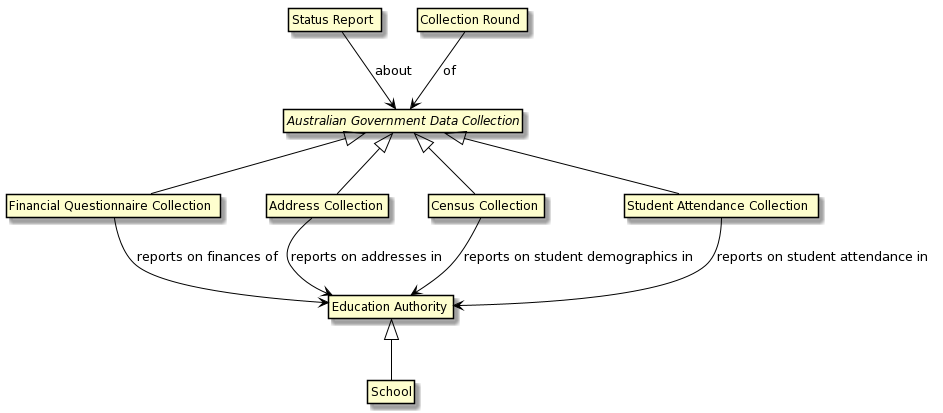 Status Report
Collection Round
about
of
Australian Government Data Collection
Financial Questionnaire Collection
Address Collection
Census Collection
Student Attendance Collection
reports on finances of
reports on addresses in
reports on student demographics in
reports on student attendance in
Education Authority
School